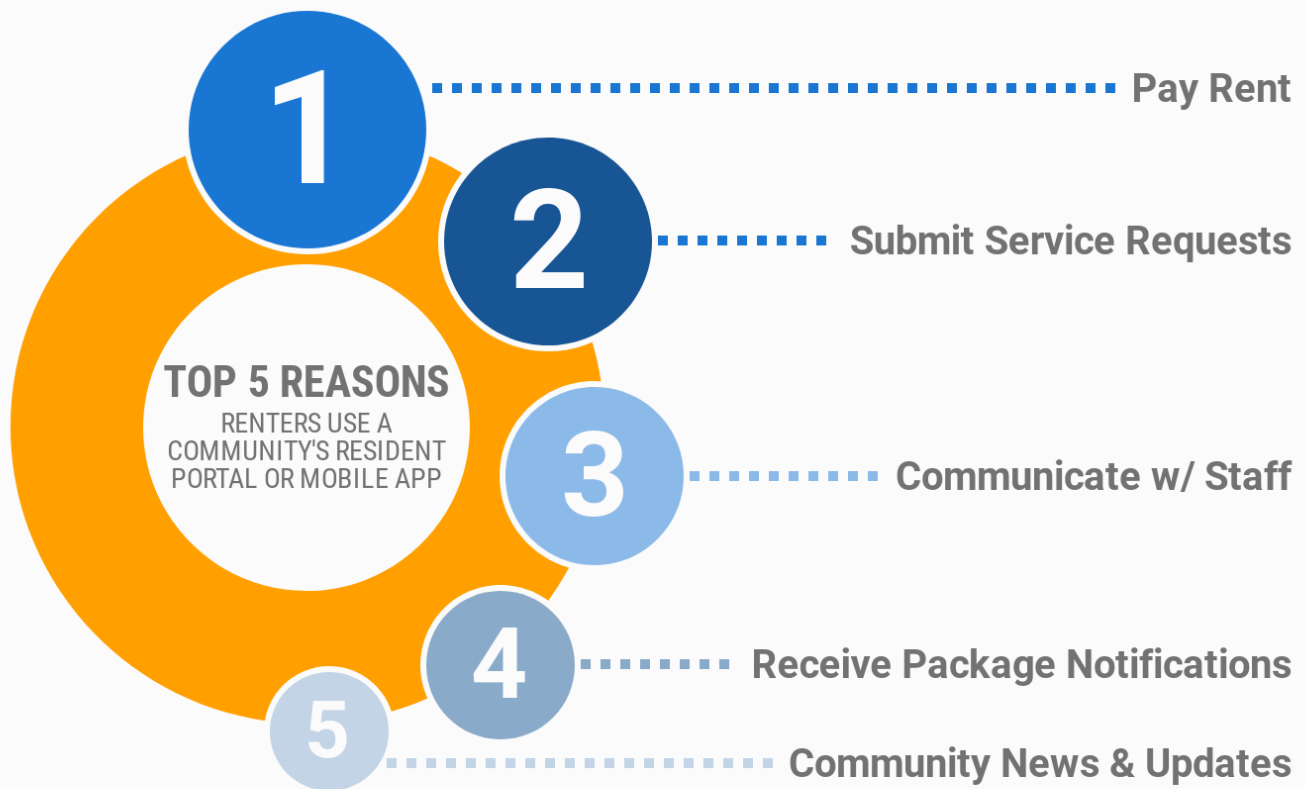 1
Pay Rent
2
Submit Service Requests
TOP 5 REASONS
RENTERS USE A
COMMUNITY'S RESIDENT
PORTAL OR MOBILE APP
3
Communicate w/ Staff
4
Receive Package Notifications
5
Community News & Updates